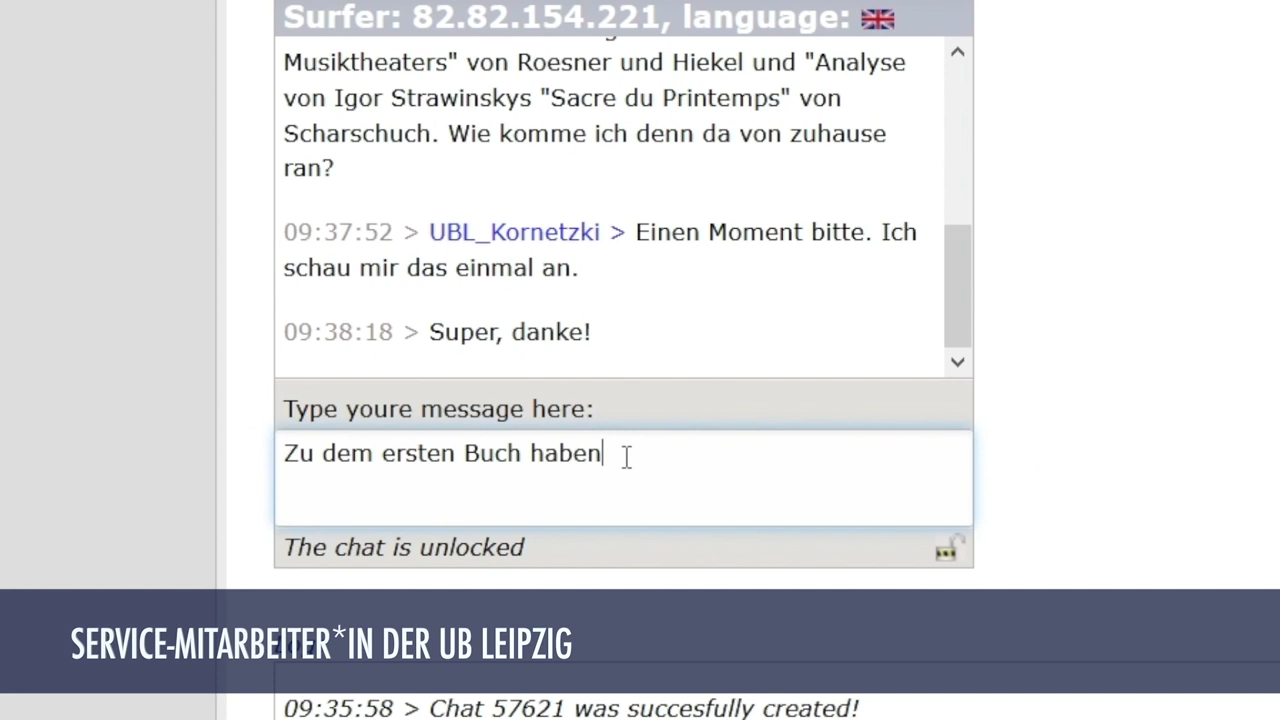 Surfer: 82.82.154.221, language:
Musiktheaters" von Roesner und Hiekel und "Analyse
von Igor Strawinskys "Sacre du Printemps" von
Scharschuch. Wie komme ich denn da von zuhause
ran?
09:37:52 > UBL_Kornetzki > Einen Moment bitte. Ich
schau mir das einmal an.
09:38:18 > Super, danke!
Type youre message here:
Zu dem ersten Buch haben
The chat is unlocked
SERVICE-MITARBEITER*IN DER UB LEIPZIG
09:35:58 > Chat 57621 was succesfully created!